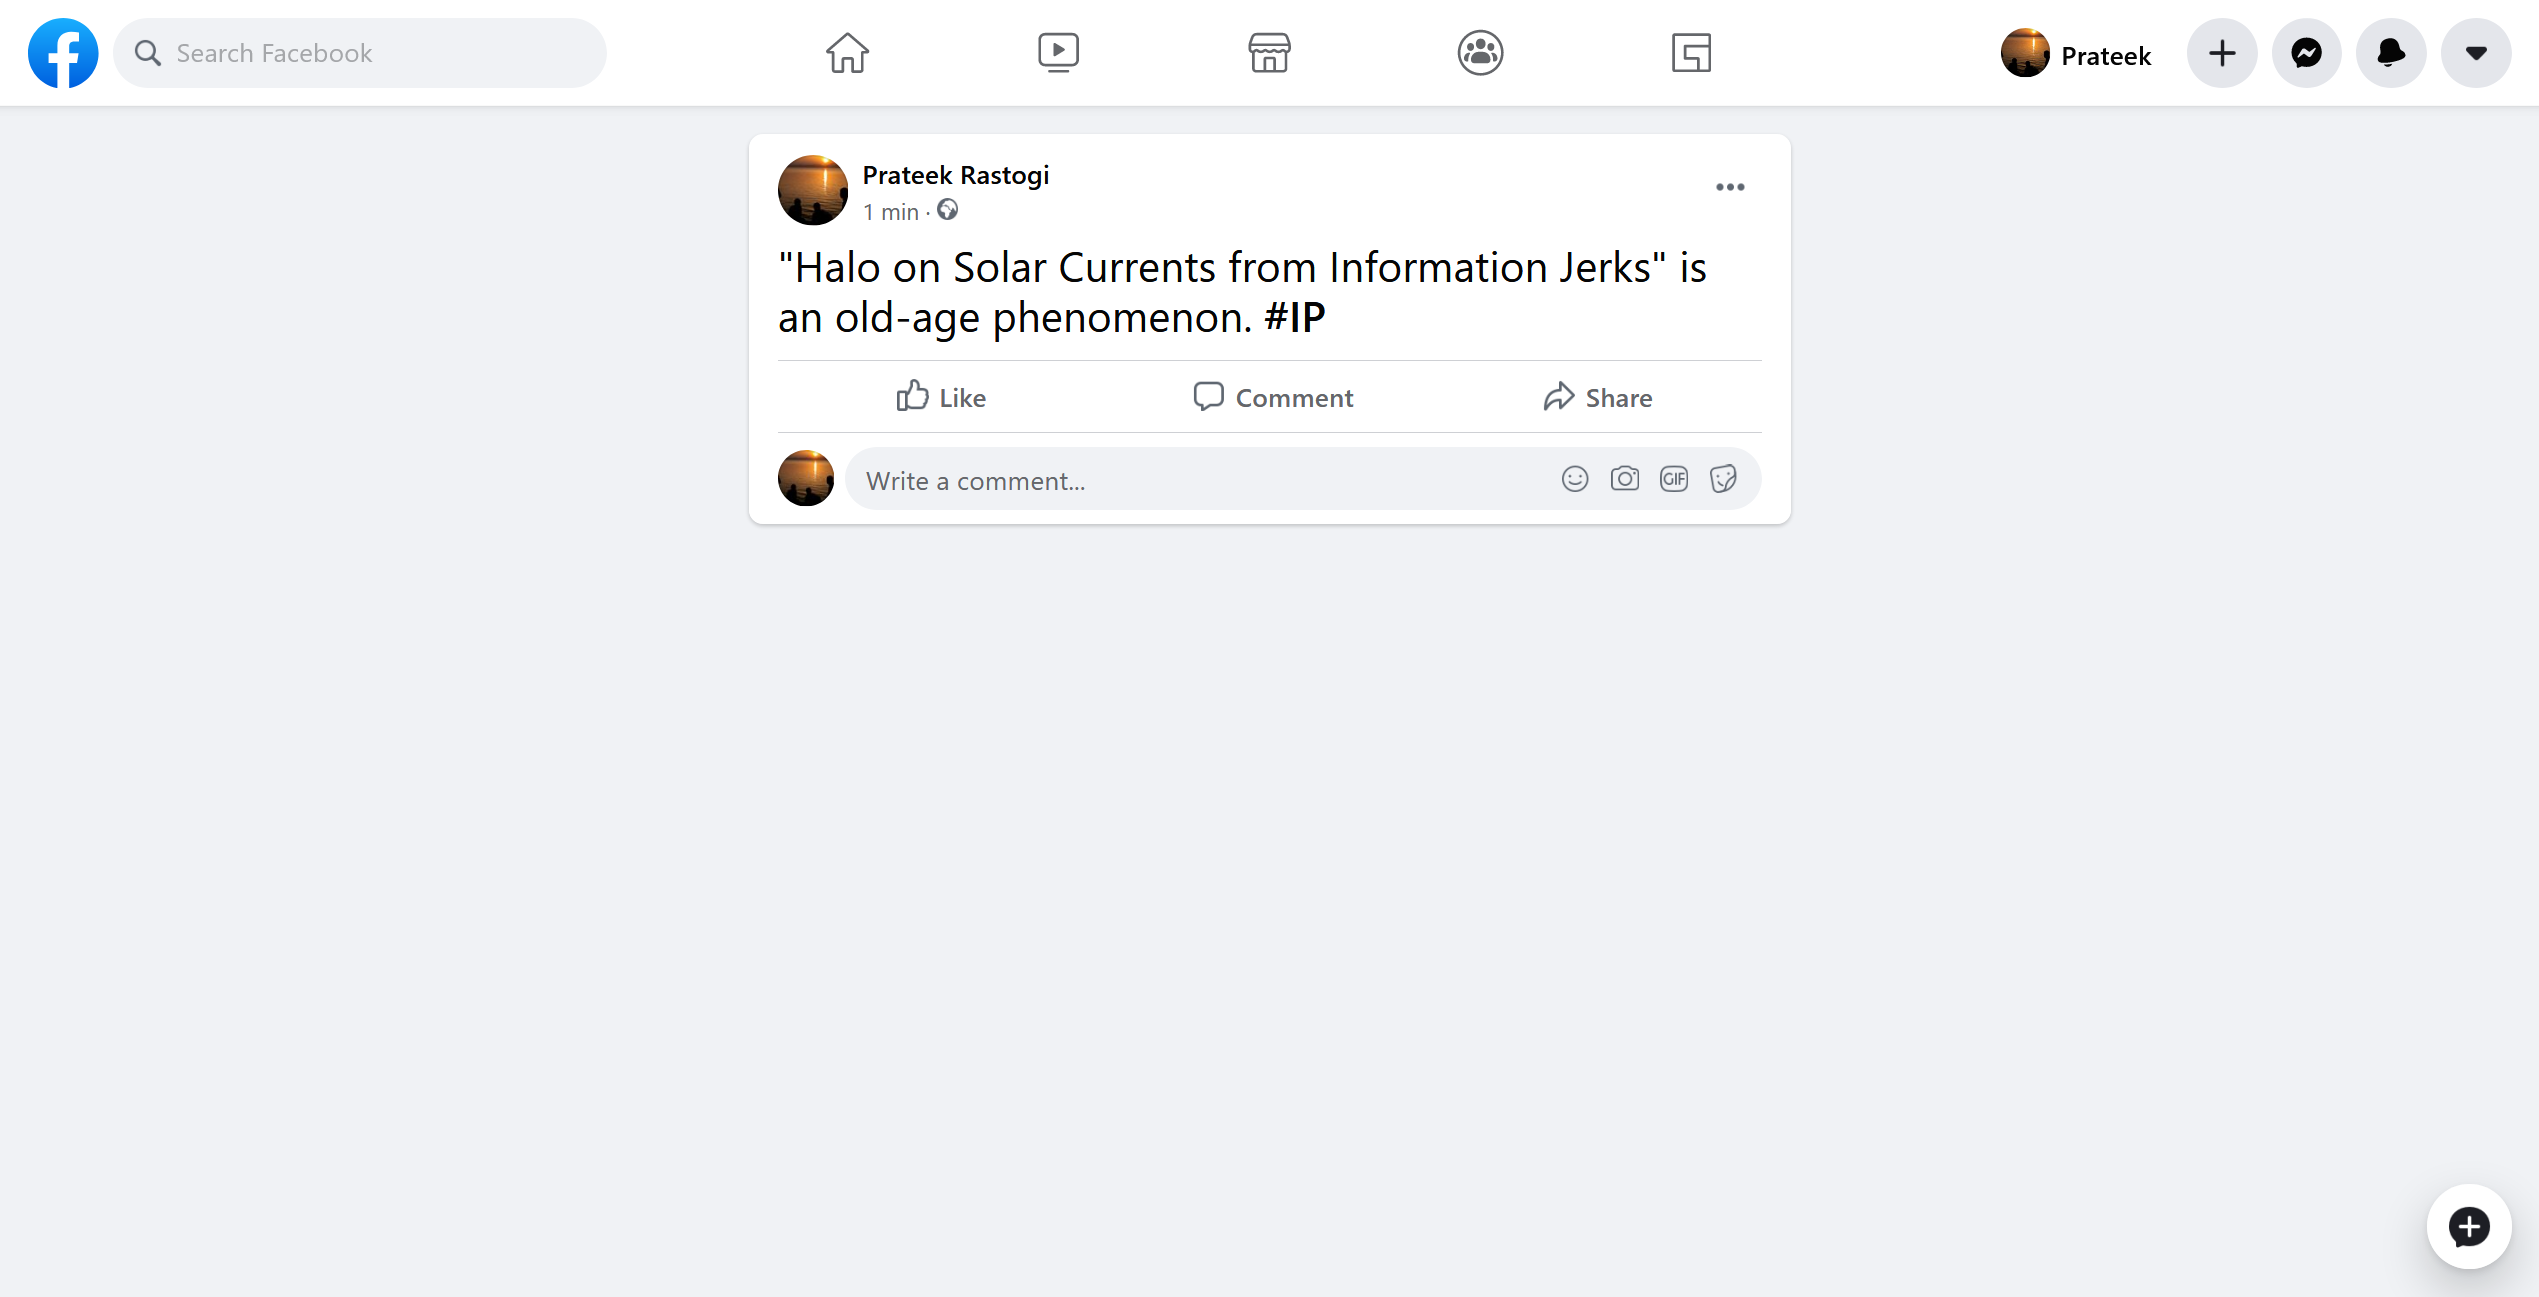 Search Facebook
Prateek
Prateek Rastogi
1 min ·
"Halo on Solar Currents from Information Jerks" is
an old-age phenomenon. #IP
Like Comment Share
Write a comment...
GIF